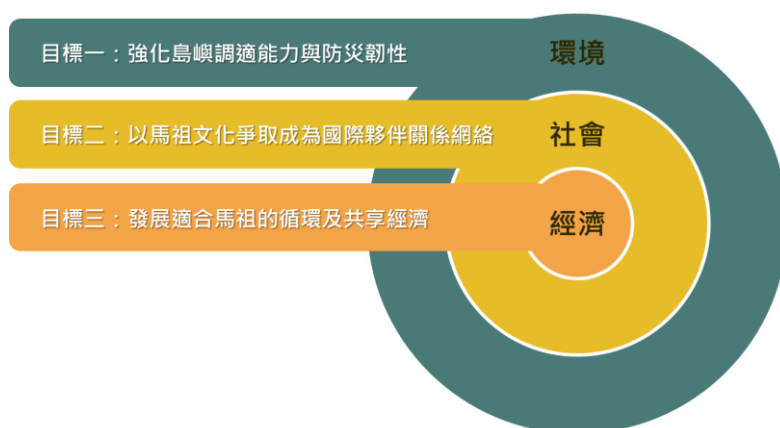 目標一：強化島嶼調適能力與防災韌性
環境
目標二：以馬祖文化爭取成為國際夥伴關係網絡
社會
目標三：發展適合馬祖的循環及共享經濟
經濟